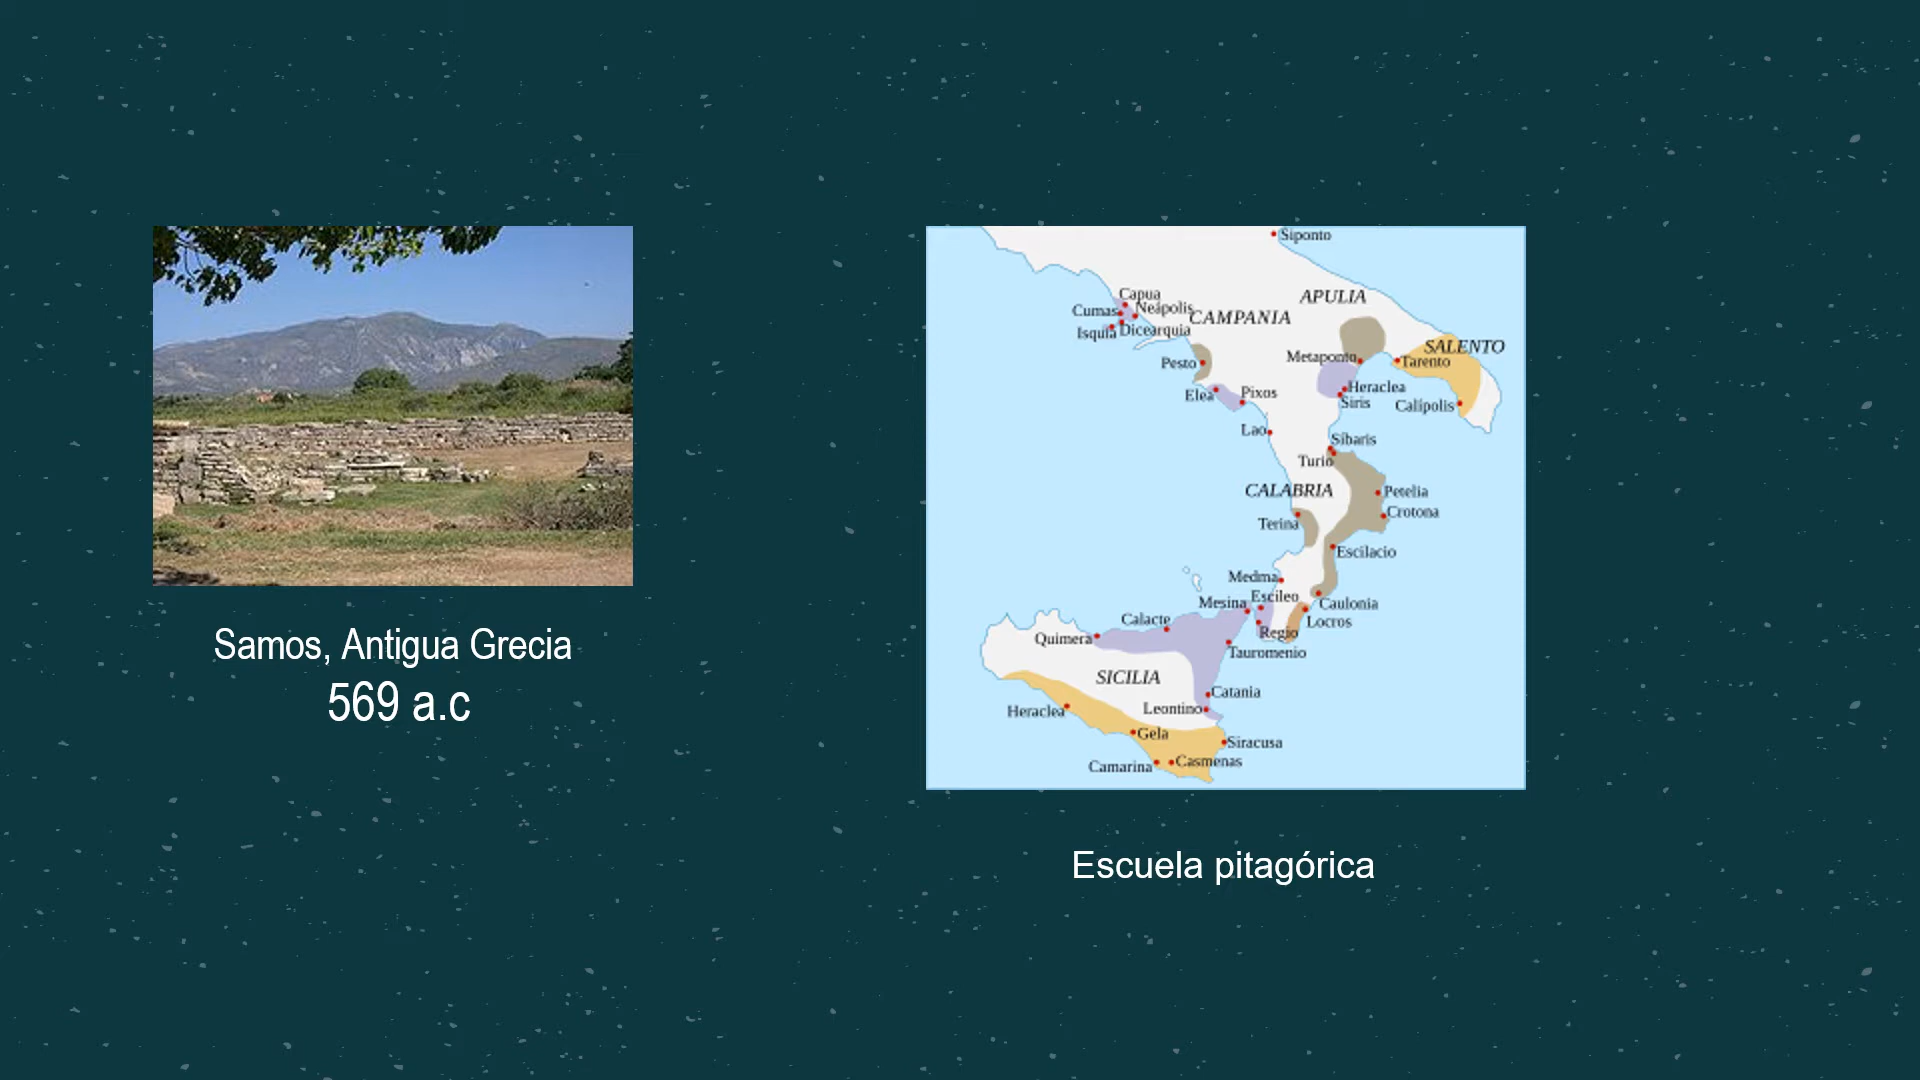 Samos, Antigua Grecia
569 a.c
Siponto
Capua
APULIA
Cumas
Neápolis
CAMPANIA
Isquia
Dicearquia
SALENTO
Metaponto
Tarento
Pesto
Heraclea
Elea
Pixos
Siris
Calípolis
Lao
Síbaris
Turio
CALABRIA
Petelia
Crotona
Terina
Escilacio
Medma
Escileo
Mesina
Caulonia
Calacte
Locros
Regio
Quimera
Tauromenio
SICILIA
Catania
Leontino
Heraclea
Gela
Siracusa
Camarina
Casmenas
Escuela pitagórica